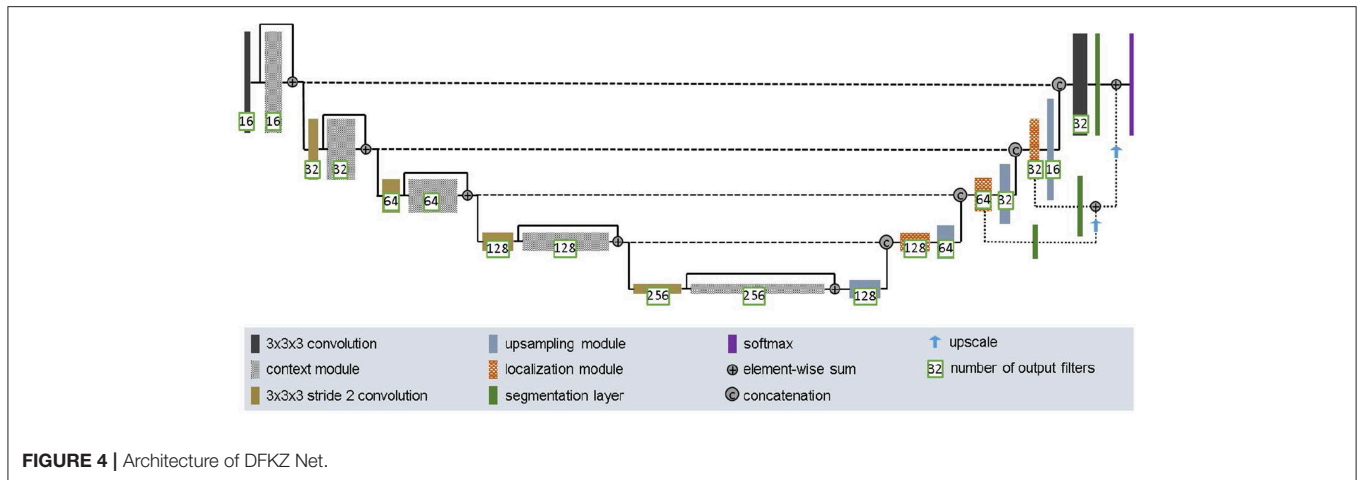 16
16
32
32
64
64
128
128
256
256
128
128
64
64
32
32
16
32
+
+
+
+
+
C
C
C
C
+
+
3x3x3 convolution
context module
3x3x3 stride 2 convolution
upsampling module
localization module
segmentation layer
softmax
+ element-wise sum
C concatenation
upscale
32 number of output filters
FIGURE 4 | Architecture of DFKZ Net.